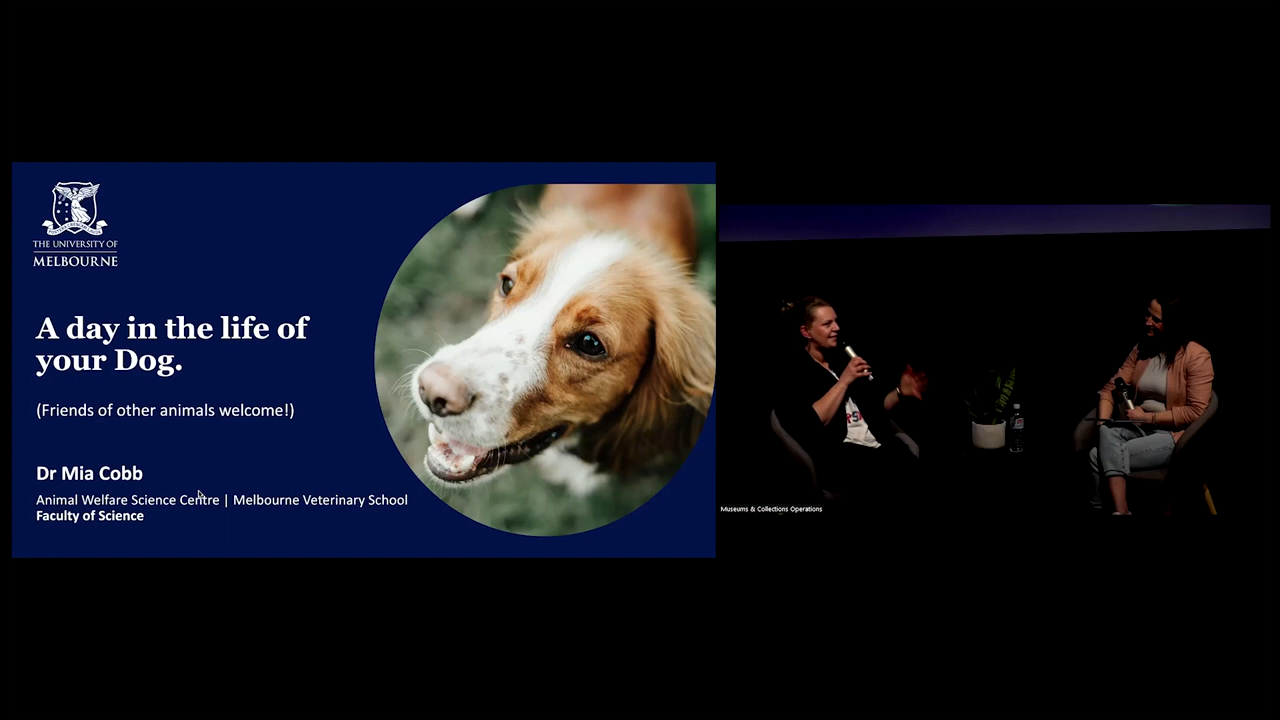 THE UNIVERSITY OF
MELBOURNE
A day in the life of
your Dog.
(Friends of other animals welcome!)
Dr Mia Cobb
Animal Welfare Science Centre | Melbourne Veterinary School
Faculty of Science
Museums & Collections Operations